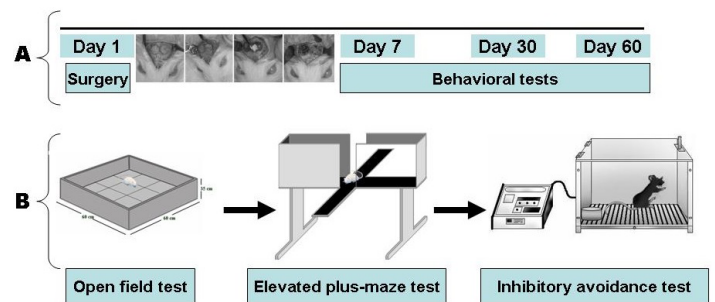 A
Day 1
Day 7
Day 30
Day 60
Surgery
Behavioral tests
B
60 cm
60 cm
Open field test
Elevated plus-maze test
Inhibitory avoidance test